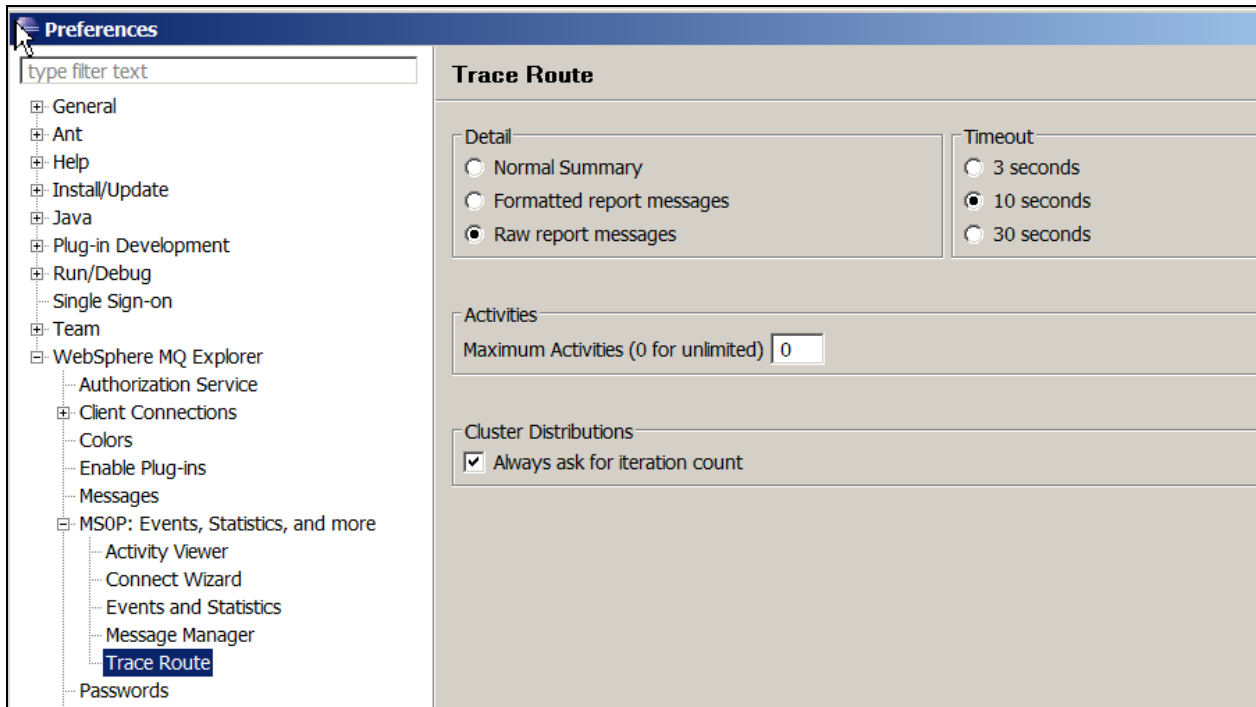 Preferences
type filter text
General
Ant
Help
Install/Update
Java
Plug-in Development
Run/Debug
Single Sign-on
Team
WebSphere MQ Explorer
Authorization Service
Client Connections
Colors
Enable Plug-ins
Messages
MS0P: Events, Statistics, and more
Activity Viewer
Connect Wizard
Events and Statistics
Message Manager
Trace Route
Passwords
Trace Route
Detail
Normal Summary
Formatted report messages
Raw report messages
Timeout
3 seconds
10 seconds
30 seconds
Activities
Maximum Activities (0 for unlimited) 0
Cluster Distributions
Always ask for iteration count